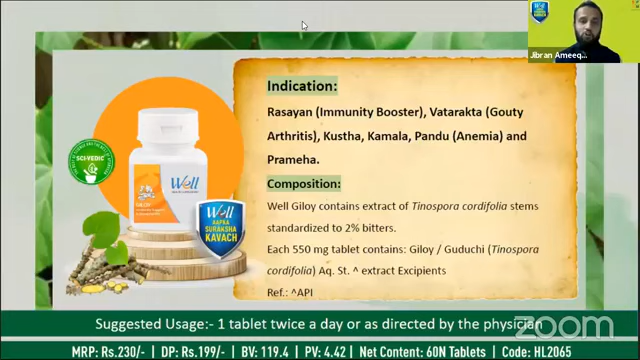 Well
AAPKA
SURAKSHA
KAVACH
Jibran Ameeq...
Indication:
Rasayan (Immunity Booster), Vatarakta (Gouty
Arthritis), Kustha, Kamala, Pandu (Anemia) and
Prameha.
Composition:
Well Giloy contains extract of Tinospora cordifolia stems
standardized to 2% bitters.
Each 550 mg tablet contains: Giloy / Guduchi (Tinospora
cordifolia) Aq. St. ^ extract Excipients
Ref.: ^API
SCI-VEDIC
Well
Well
AAPKA
SURAKSHA
KAVACH
Suggested Usage:- 1 tablet twice a day or as directed by the physician
zoom
MRP: Rs.230/- | DP: Rs.199/- | BV: 119.4 | PV: 4.42 | Net Content: 60N Tablets | Code: HL2065